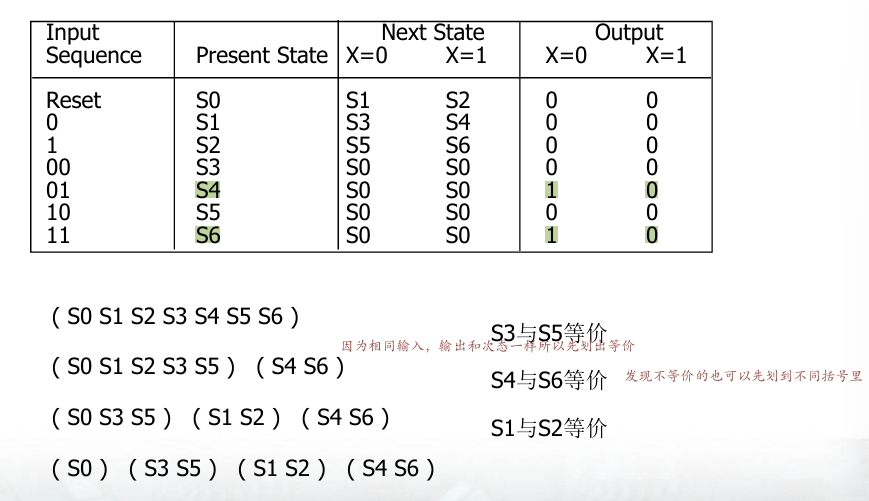 Input Next State Output
Sequence Present State X=0 X=1 X=0 X=1
Reset S0 S1 S2 0 0
0 S1 S3 S4 0 0
1 S2 S5 S6 0 0
00 S3 S0 S0 0 0
01 S4 S0 S0 1 0
10 S5 S0 S0 0 0
11 S6 S0 S0 1 0
( S0 S1 S2 S3 S4 S5 S6 )
S3与S5等价
因为相同输入，输出和次态一样所以先划出等价
( S0 S1 S2 S3 S5 ) ( S4 S6 )
S4与S6等价
发现不等价的也可以先划到不同括号里
( S0 S3 S5 ) ( S1 S2 ) ( S4 S6 )
S1与S2等价
( S0 ) ( S3 S5 ) ( S1 S2 ) ( S4 S6 )